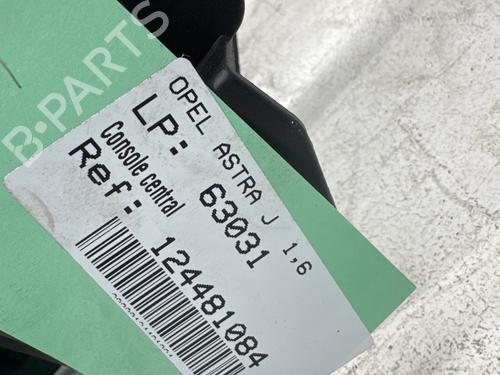 B-PARTS
OPEL ASTRA J 1,6
LP: 63031
Console central
Ref: 124481084